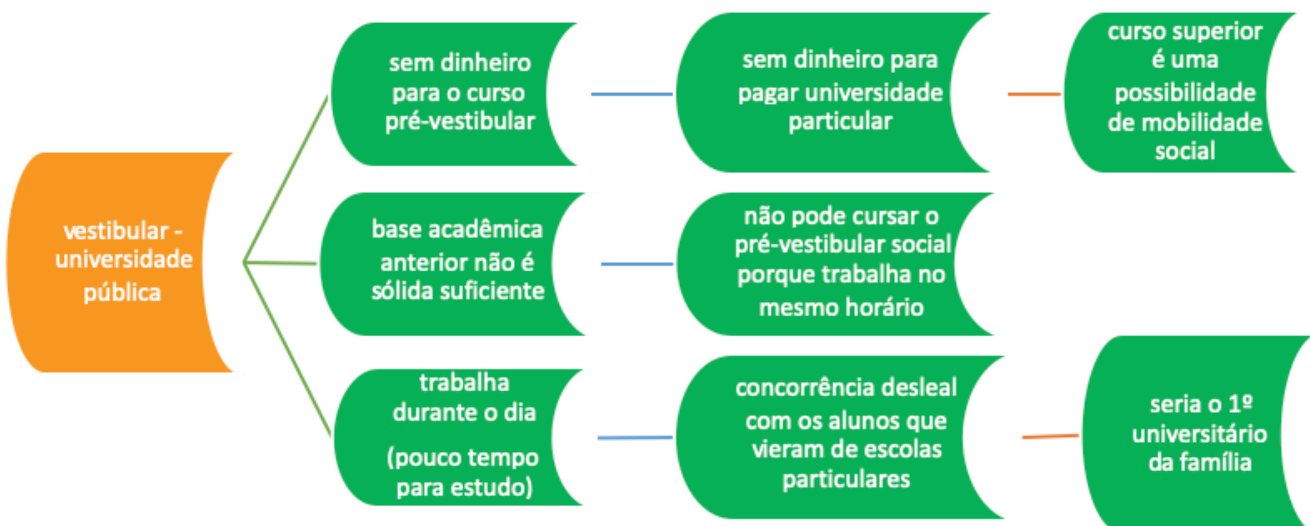 vestibular -
universidade
pública
sem dinheiro
para o curso
pré-vestibular
sem dinheiro para
pagar universidade
particular
curso superior
é uma
possibilidade
de mobilidade
social
base acadêmica
anterior não é
sólida suficiente
não pode cursar o
pré-vestibular social
porque trabalha no
mesmo horário
trabalha
durante o dia
(pouco tempo
para estudo)
concorrência desleal
com os alunos que
vieram de escolas
particulares
seria o 1º
universitário
da família